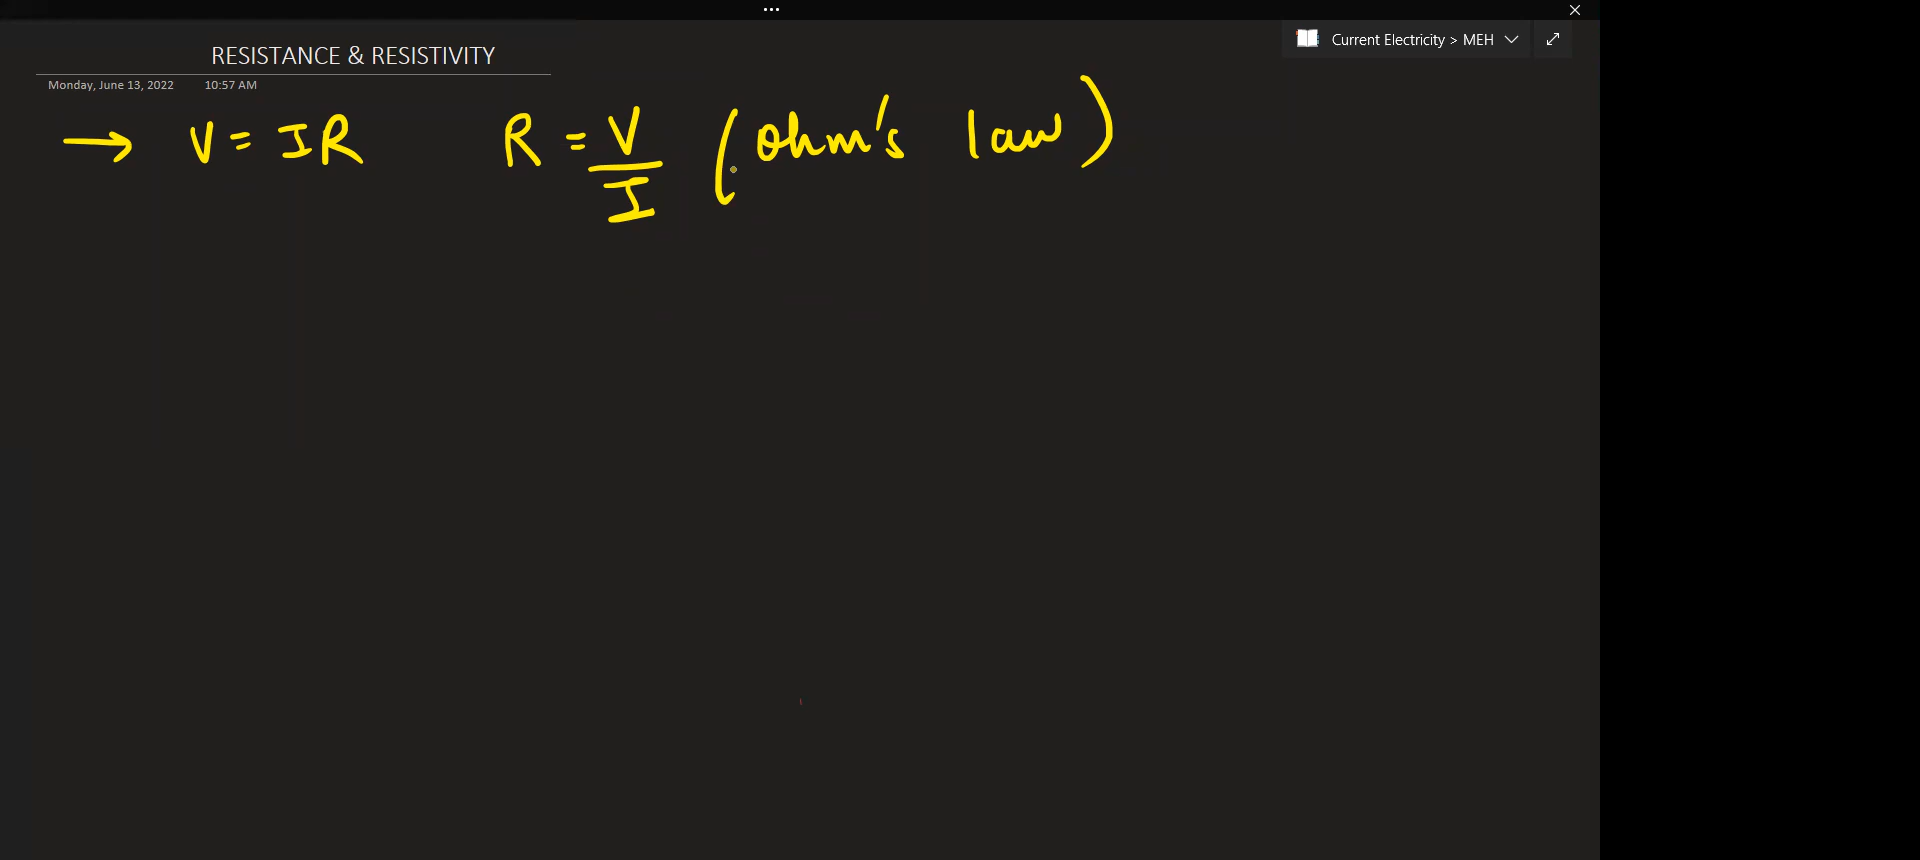 Current Electricity > MEH
RESISTANCE & RESISTIVITY
Monday, June 13, 2022 10:57 AM
→ V = IR R = V/I (ohm's law)